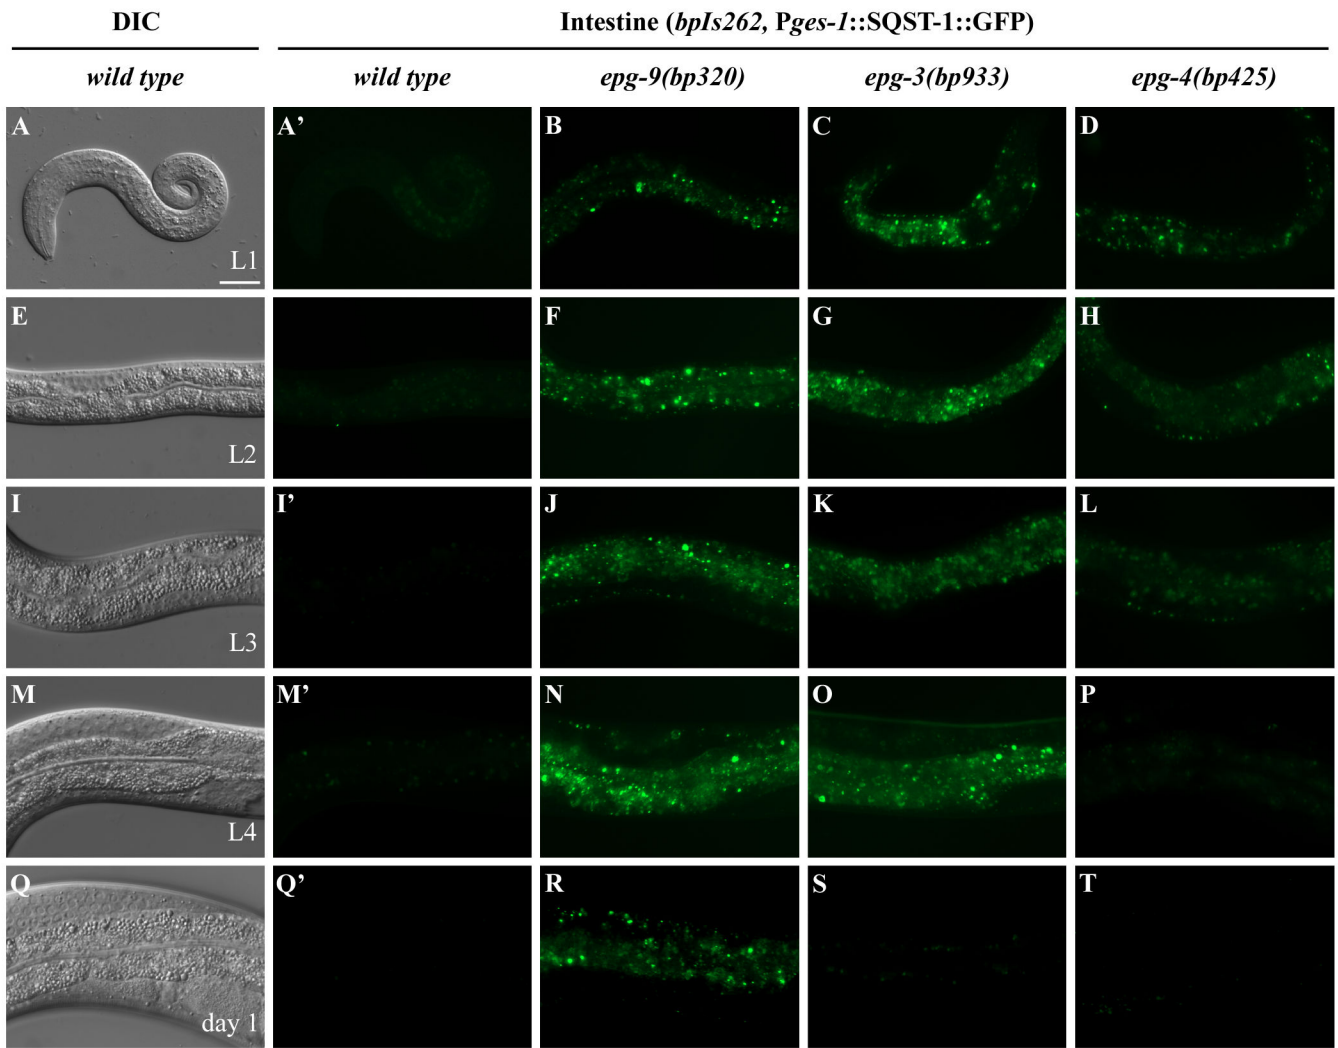 DIC Intestine (bpIs262, Pges-1::SQST-1::GFP)
wild type wild type epg-9(bp320) epg-3(bp933) epg-4(bp425)
A A’ B C D
L1
E F G H
L2
I I’ J K L
L3
M M’ N O P
L4
Q Q’ R S T
day 1